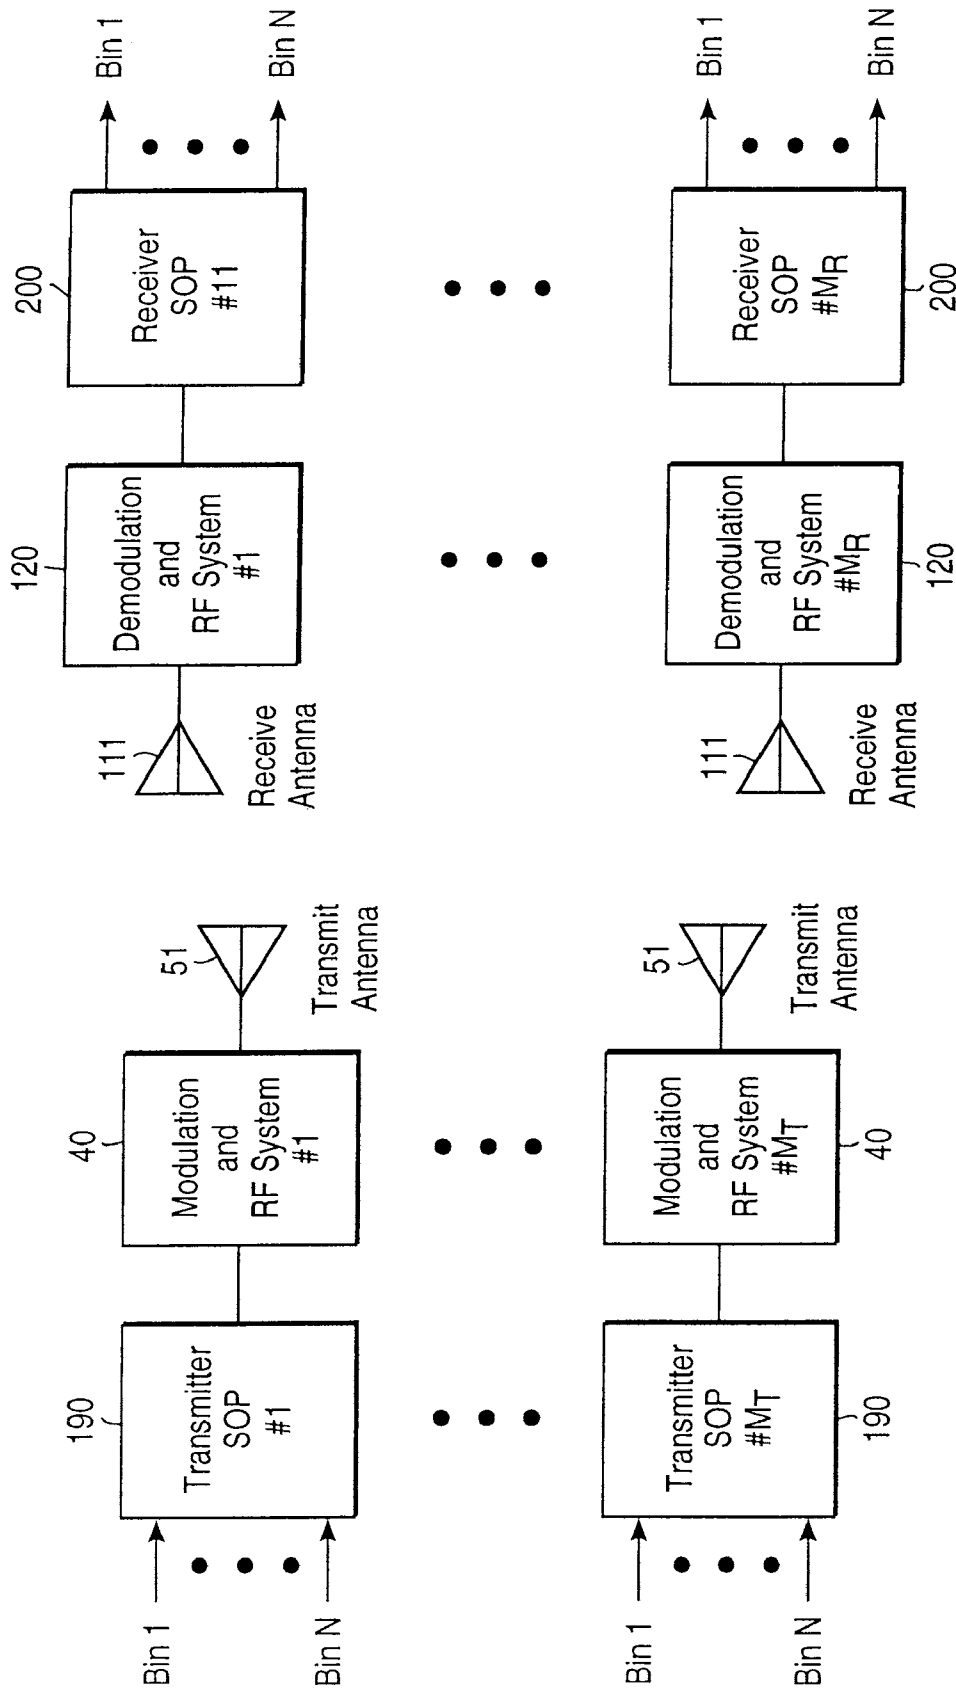 Bin 1
Bin N
190
Transmitter
SOP
#1
40
Modulation
and
RF System
#1
51
Transmit
Antenna
111
Receive
Antenna
120
Demodulation
and
RF System
#1
200
Receiver
SOP
#11
Bin 1
Bin N
Bin 1
Bin N
Transmitter
SOP
#MT
190
Modulation
and
RF System
#MT
40
51
Transmit
Antenna
111
Receive
Antenna
Demodulation
and
RF System
#MR
120
Receiver
SOP
#MR
200
Bin 1
Bin N